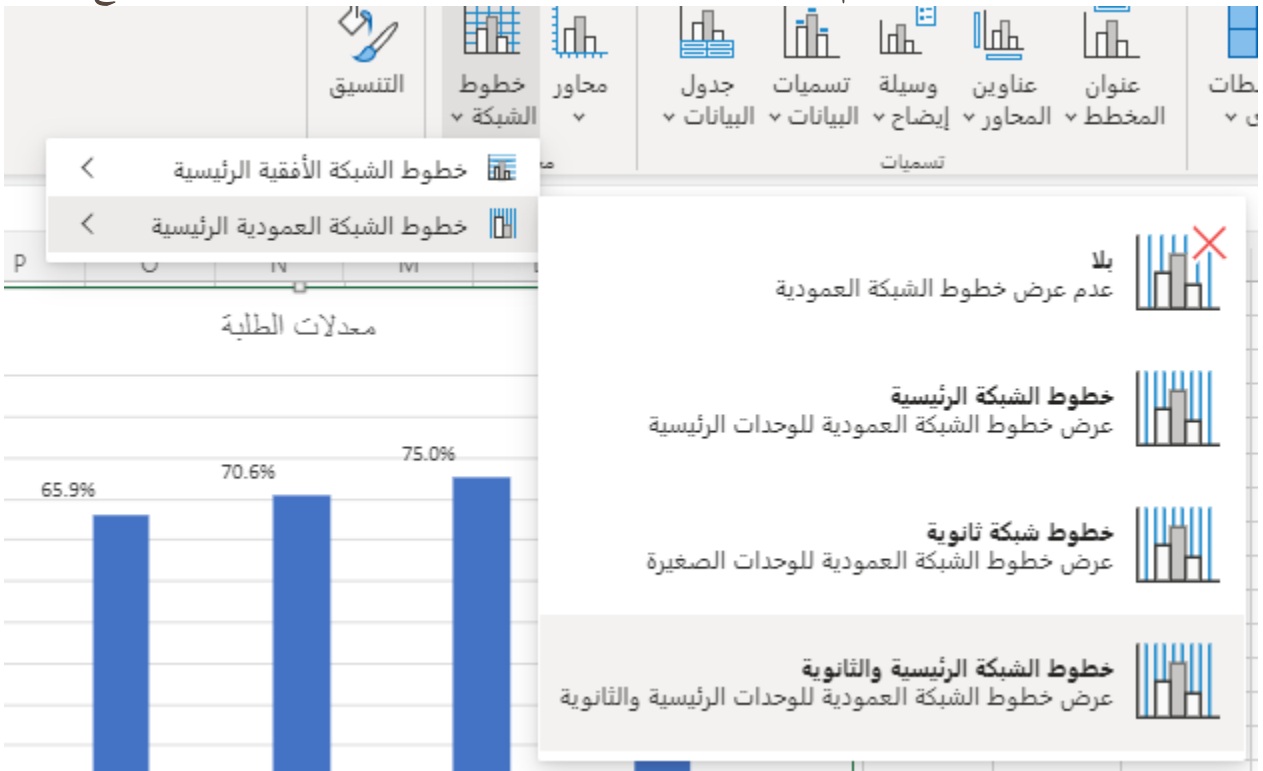 عنوان المخطط
عناوين المحاور
وسيلة إيضاح
تسميات البيانات
جدول البيانات
محاور
خطوط الشبكة
التنسيق
تسميات
خطوط الشبكة الأفقية الرئيسية
خطوط الشبكة العمودية الرئيسية
بلا
عدم عرض خطوط الشبكة العمودية
خطوط الشبكة الرئيسية
عرض خطوط الشبكة العمودية للوحدات الرئيسية
خطوط شبكة ثانوية
عرض خطوط الشبكة العمودية للوحدات الصغيرة
خطوط الشبكة الرئيسية والثانوية
عرض خطوط الشبكة العمودية للوحدات الرئيسية والثانوية
P O N M
معدلات الطلبة
75.0%
70.6%
65.9%